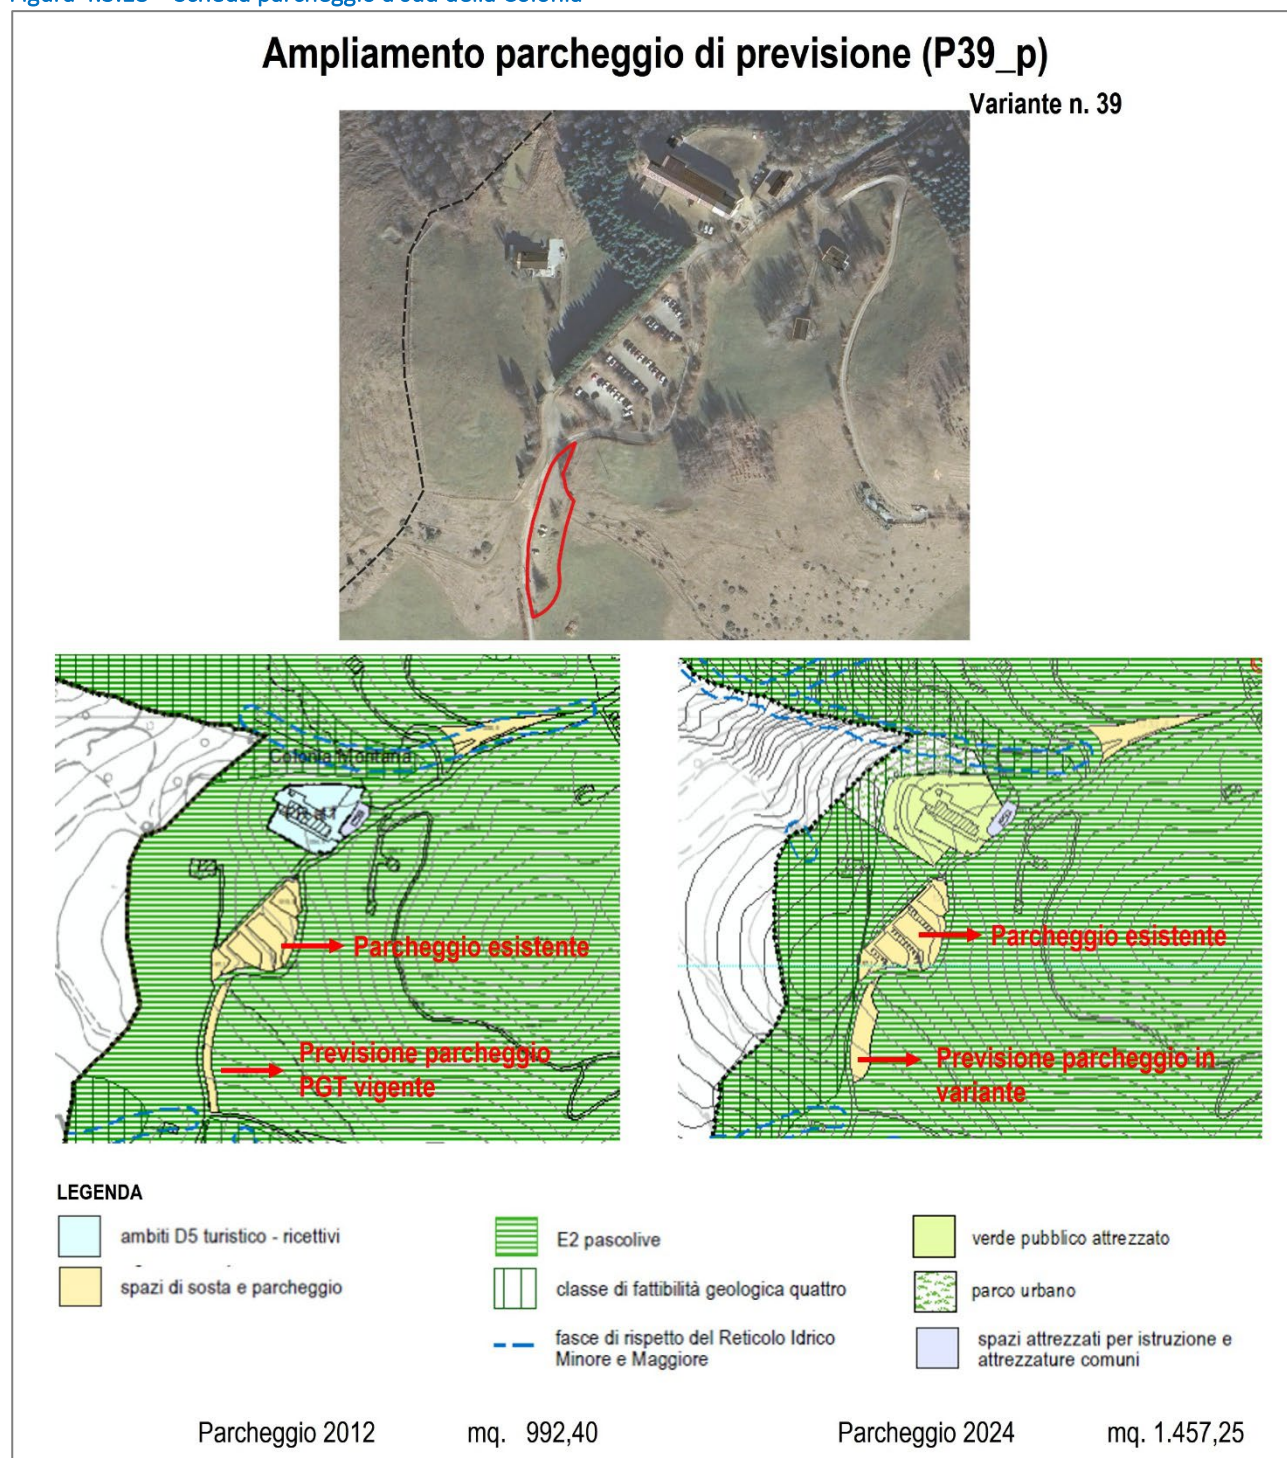 Ampliamento parcheggio di previsione (P39_p)
Variante n. 39
Colonia Montana
Parcheggio esistente
Previsione parcheggio
PGT vigente
Parcheggio esistente
Previsione parcheggio in
variante
LEGENDA
ambiti D5 turistico - ricettivi
spazi di sosta e parcheggio
E2 pascolive
classe di fattibilità geologica quattro
fasce di rispetto del Reticolo Idrico
Minore e Maggiore
verde pubblico attrezzato
parco urbano
spazi attrezzati per istruzione e
attrezzature comuni
Parcheggio 2012 mq. 992,40
Parcheggio 2024 mq. 1.457,25